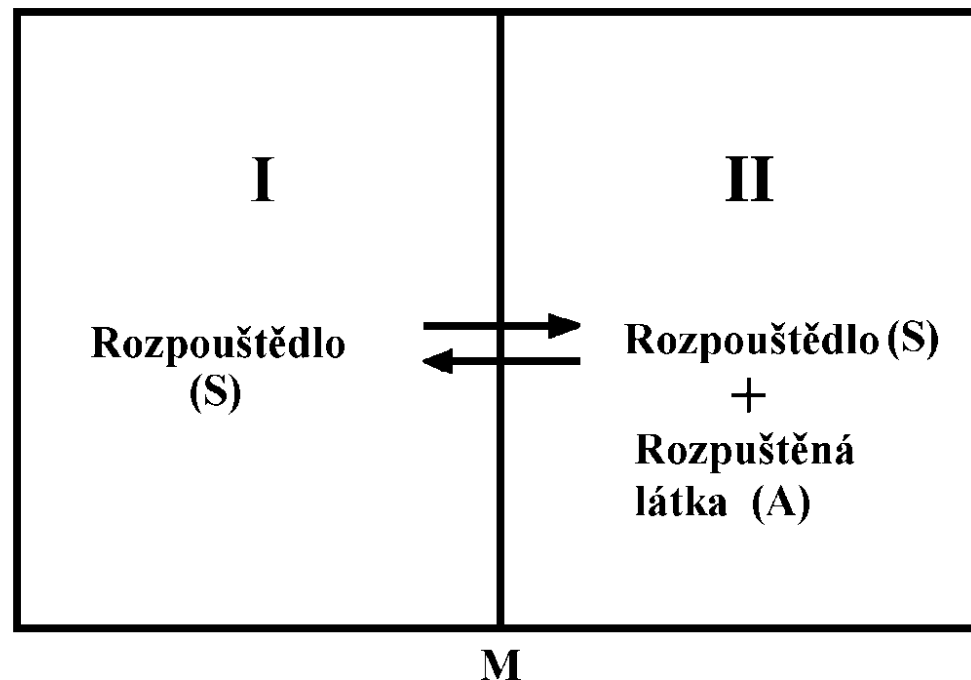 I
II
Rozpouštědlo
(S)
Rozpouštědlo (S)
+
Rozpuštěná
látka (A)
M